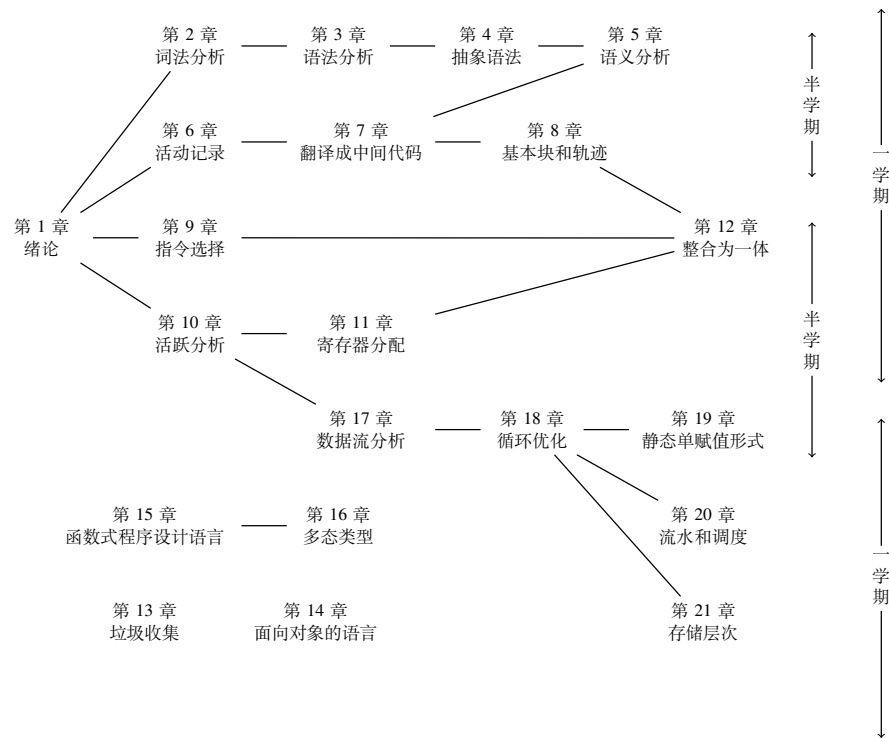 第 2 章
词法分析
第 3 章
语法分析
第 4 章
抽象语法
第 5 章
语义分析
第 6 章
活动记录
第 7 章
翻译成中间代码
第 8 章
基本块和轨迹
半学期
一学期
第 1 章
绪论
第 9 章
指令选择
第 12 章
整合为一体
第 10 章
活跃分析
第 11 章
寄存器分配
半学期
第 17 章
数据流分析
第 18 章
循环优化
第 19 章
静态单赋值形式
第 15 章
函数式程序设计语言
第 16 章
多态类型
第 20 章
流水和调度
一学期
第 13 章
垃圾收集
第 14 章
面向对象的语言
第 21 章
存储层次